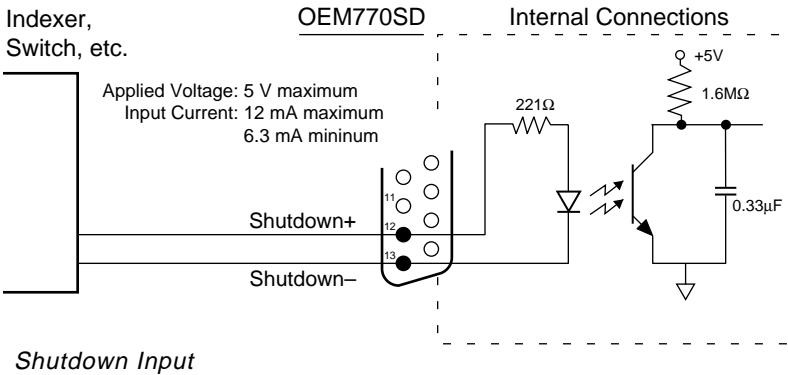 Indexer,
Switch, etc.
OEM770SD
Internal Connections
Applied Voltage: 5 V maximum
Input Current: 12 mA maximum
6.3 mA mininum
+5V
1.6MΩ
221Ω
0.33µF
11
Shutdown+
12
13
Shutdown–
Shutdown Input